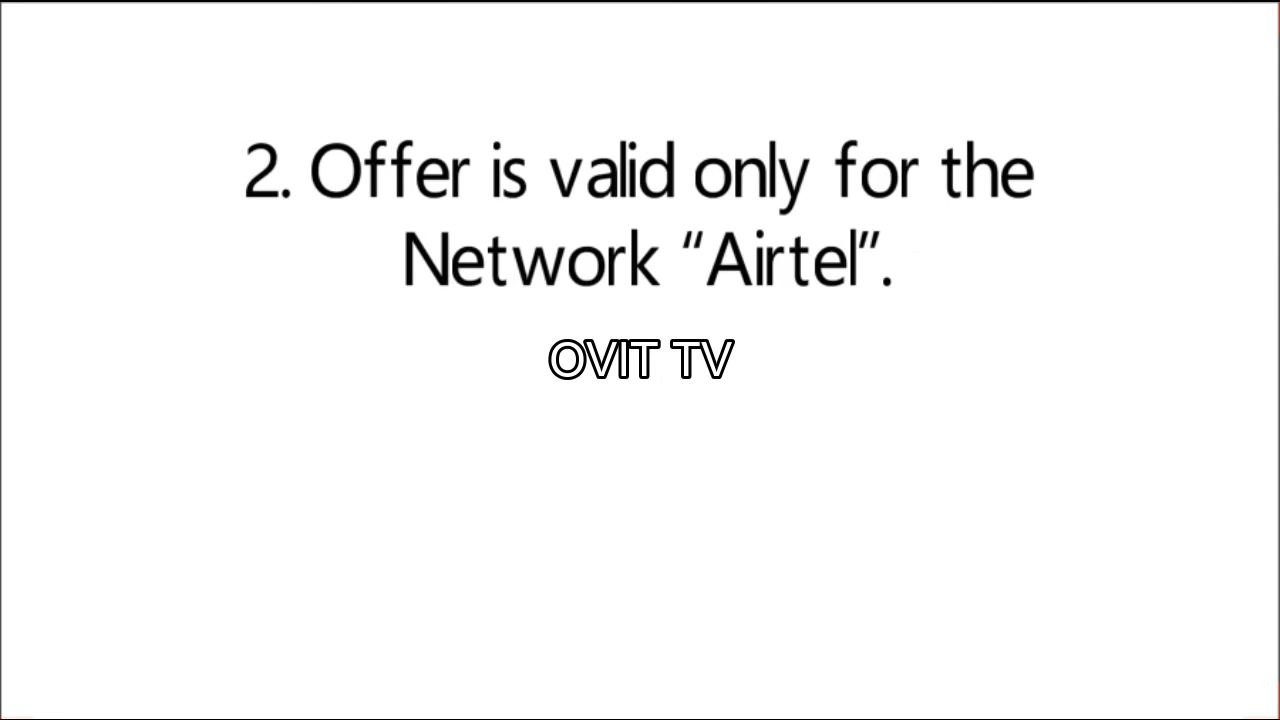 2. Offer is valid only for the
Network “Airtel”.
OVIT TV